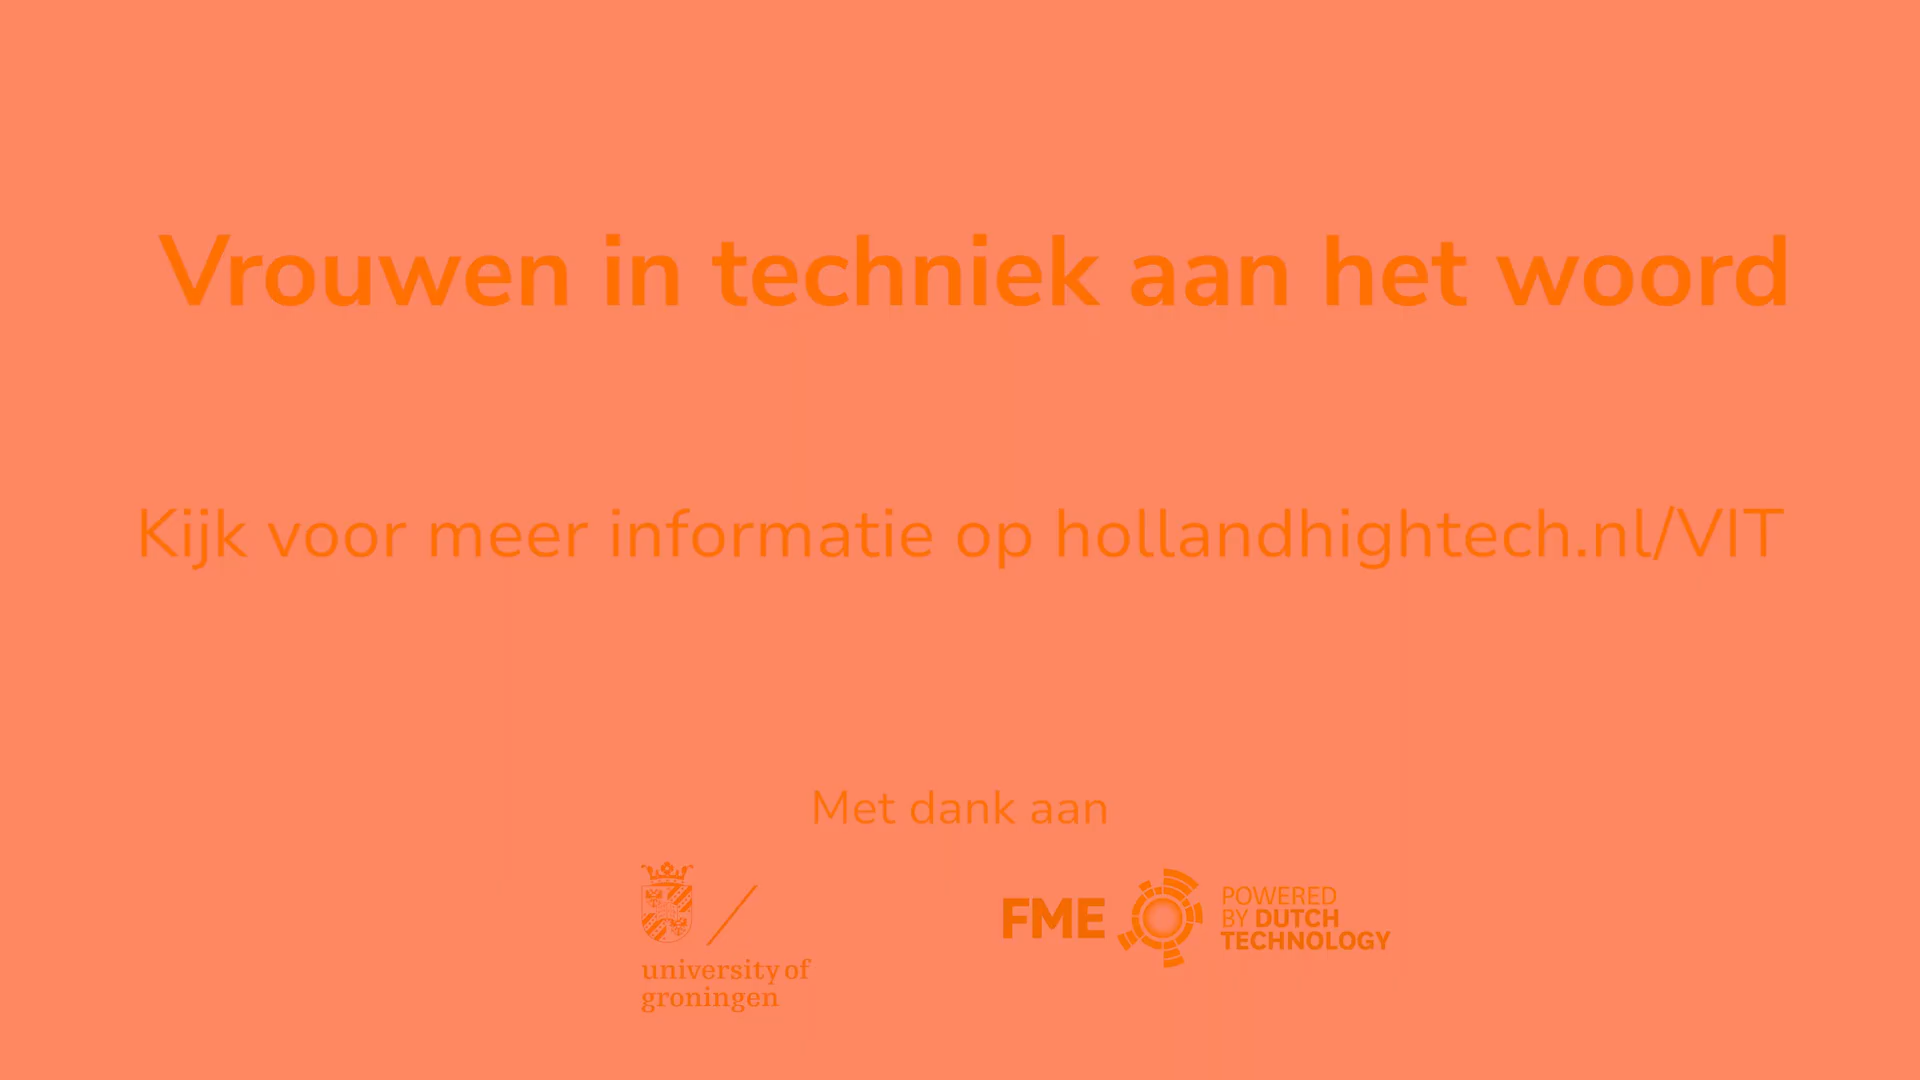 Vrouwen in techniek aan het woord
Kijk voor meer informatie op hollandhightech.nl/VIT
Met dank aan
university of
groningen
FME
POWERED
BY DUTCH
TECHNOLOGY